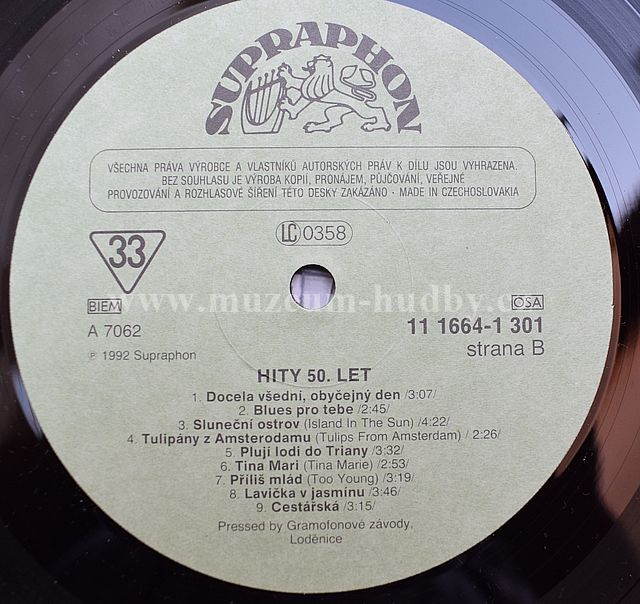 SUPRAPHON
VŠECHNA PRÁVA VÝROBCE A VLASTNÍKŮ AUTORSKÝCH PRÁV K DÍLU JSOU VYHRAZENA.
BEZ SOUHLASU JE VÝROBA KOPIÍ, PRONÁJEM, PŮJČOVÁNÍ, VEŘEJNÉ
PROVOZOVÁNÍ A ROZHLASOVÉ ŠÍŘENÍ TÉTO DESKY ZAKÁZÁNO · MADE IN CZECHOSLOVAKIA
LC 0358
33
BIEM
OSA
www.muzeum-hudby.c
A 7062
11 1664-1 301
℗ 1992 Supraphon
strana B
HITY 50. LET
1. Docela všední, obyčejný den /3:07/
2. Blues pro tebe /2:45/
3. Sluneční ostrov (Island In The Sun) /4:22/
4. Tulipány z Amsterodamu (Tulips From Amsterdam) /2:26/
5. Plují lodi do Triany /3:32/
6. Tina Mari (Tina Marie) /2:53/
7. Příliš mlád (Too Young) /3:19/
8. Lavička v jasmínu /3:46/
9. Cestářská /3:15/
Pressed by Gramofonové závody,
Loděnice